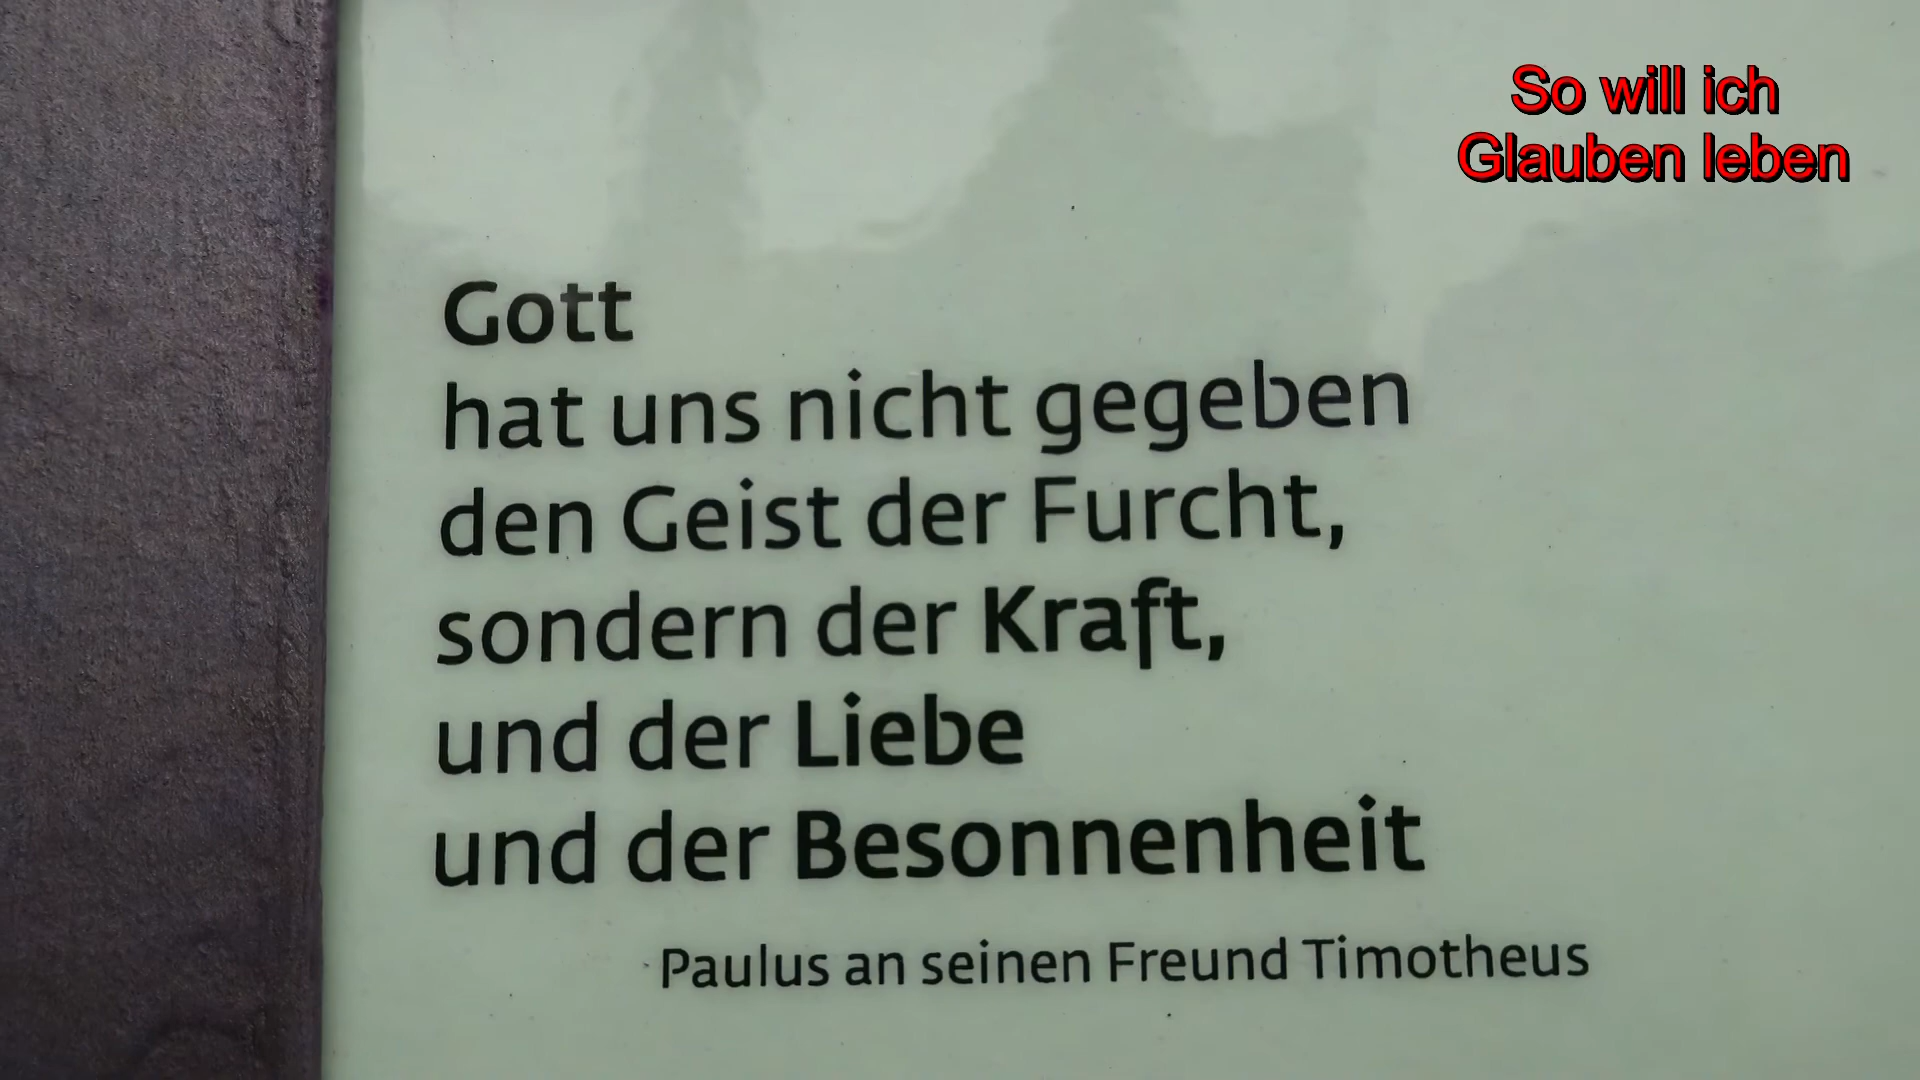 So will ich
Glauben leben
Gott
hat uns nicht gegeben
den Geist der Furcht,
sondern der Kraft,
und der Liebe
und der Besonnenheit
Paulus an seinen Freund Timotheus